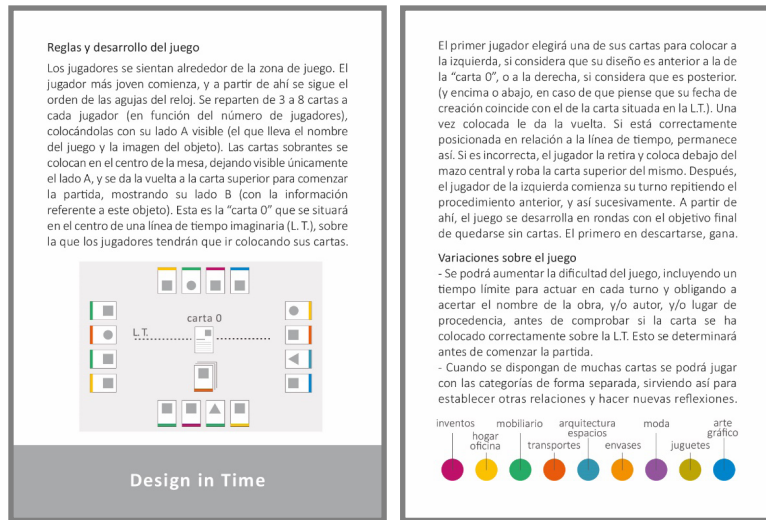 Reglas y desarrollo del juego
Los jugadores se sientan alrededor de la zona de juego. El
jugador más joven comienza, y a partir de ahí se sigue el
orden de las agujas del reloj. Se reparten de 3 a 8 cartas a
cada jugador (en función del número de jugadores),
colocándolas con su lado A visible (el que lleva el nombre
del juego y la imagen del objeto). Las cartas sobrantes se
colocan en el centro de la mesa, dejando visible únicamente
el lado A, y se da la vuelta a la carta superior para comenzar
la partida, mostrando su lado B (con la información
referente a este objeto). Esta es la “carta 0” que se situará
en el centro de una línea de tiempo imaginaria (L. T.), sobre
la que los jugadores tendrán que ir colocando sus cartas.
carta 0
L.T.
Design in Time
El primer jugador elegirá una de sus cartas para colocar a
la izquierda, si considera que su diseño es anterior a la de
la “carta 0”, o a la derecha, si considera que es posterior.
(y encima o abajo, en caso de que piense que su fecha de
creación coincide con el de la carta situada en la L.T.). Una
vez colocada le da la vuelta. Si está correctamente
posicionada en relación a la línea de tiempo, permanece
así. Si es incorrecta, el jugador la retira y coloca debajo del
mazo central y roba la carta superior del mismo. Después,
el jugador de la izquierda comienza su turno repitiendo el
procedimiento anterior, y así sucesivamente. A partir de
ahí, el juego se desarrolla en rondas con el objetivo final
de quedarse sin cartas. El primero en descartarse, gana.
Variaciones sobre el juego
- Se podrá aumentar la dificultad del juego, incluyendo un
tiempo límite para actuar en cada turno y obligando a
acertar el nombre de la obra, y/o autor, y/o lugar de
procedencia, antes de comprobar si la carta se ha
colocado correctamente sobre la L.T. Esto se determinará
antes de comenzar la partida.
- Cuando se dispongan de muchas cartas se podrá jugar
con las categorías de forma separada, sirviendo así para
establecer otras relaciones y hacer nuevas reflexiones.
inventos
hogar
oficina
mobiliario
transportes
arquitectura
espacios
envases
moda
juguetes
arte
gráfico